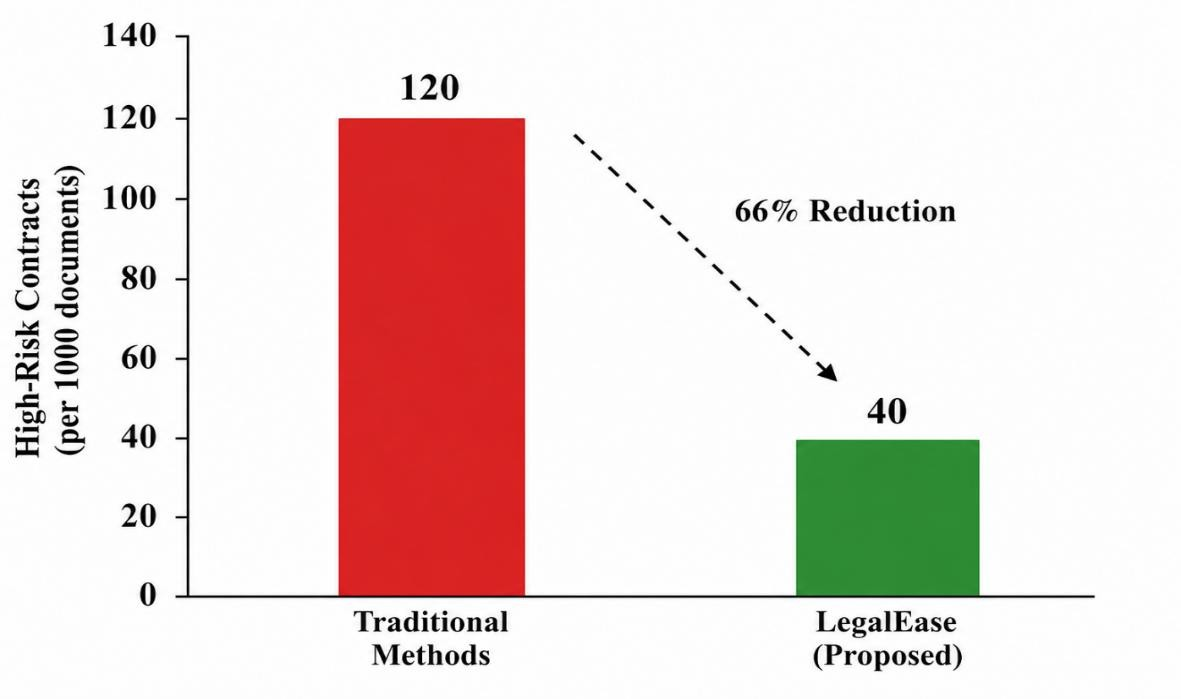 High-Risk Contracts
(per 1000 documents)
140
120
100
80
60
40
20
0
120
66% Reduction
40
Traditional
Methods
LegalEase
(Proposed)